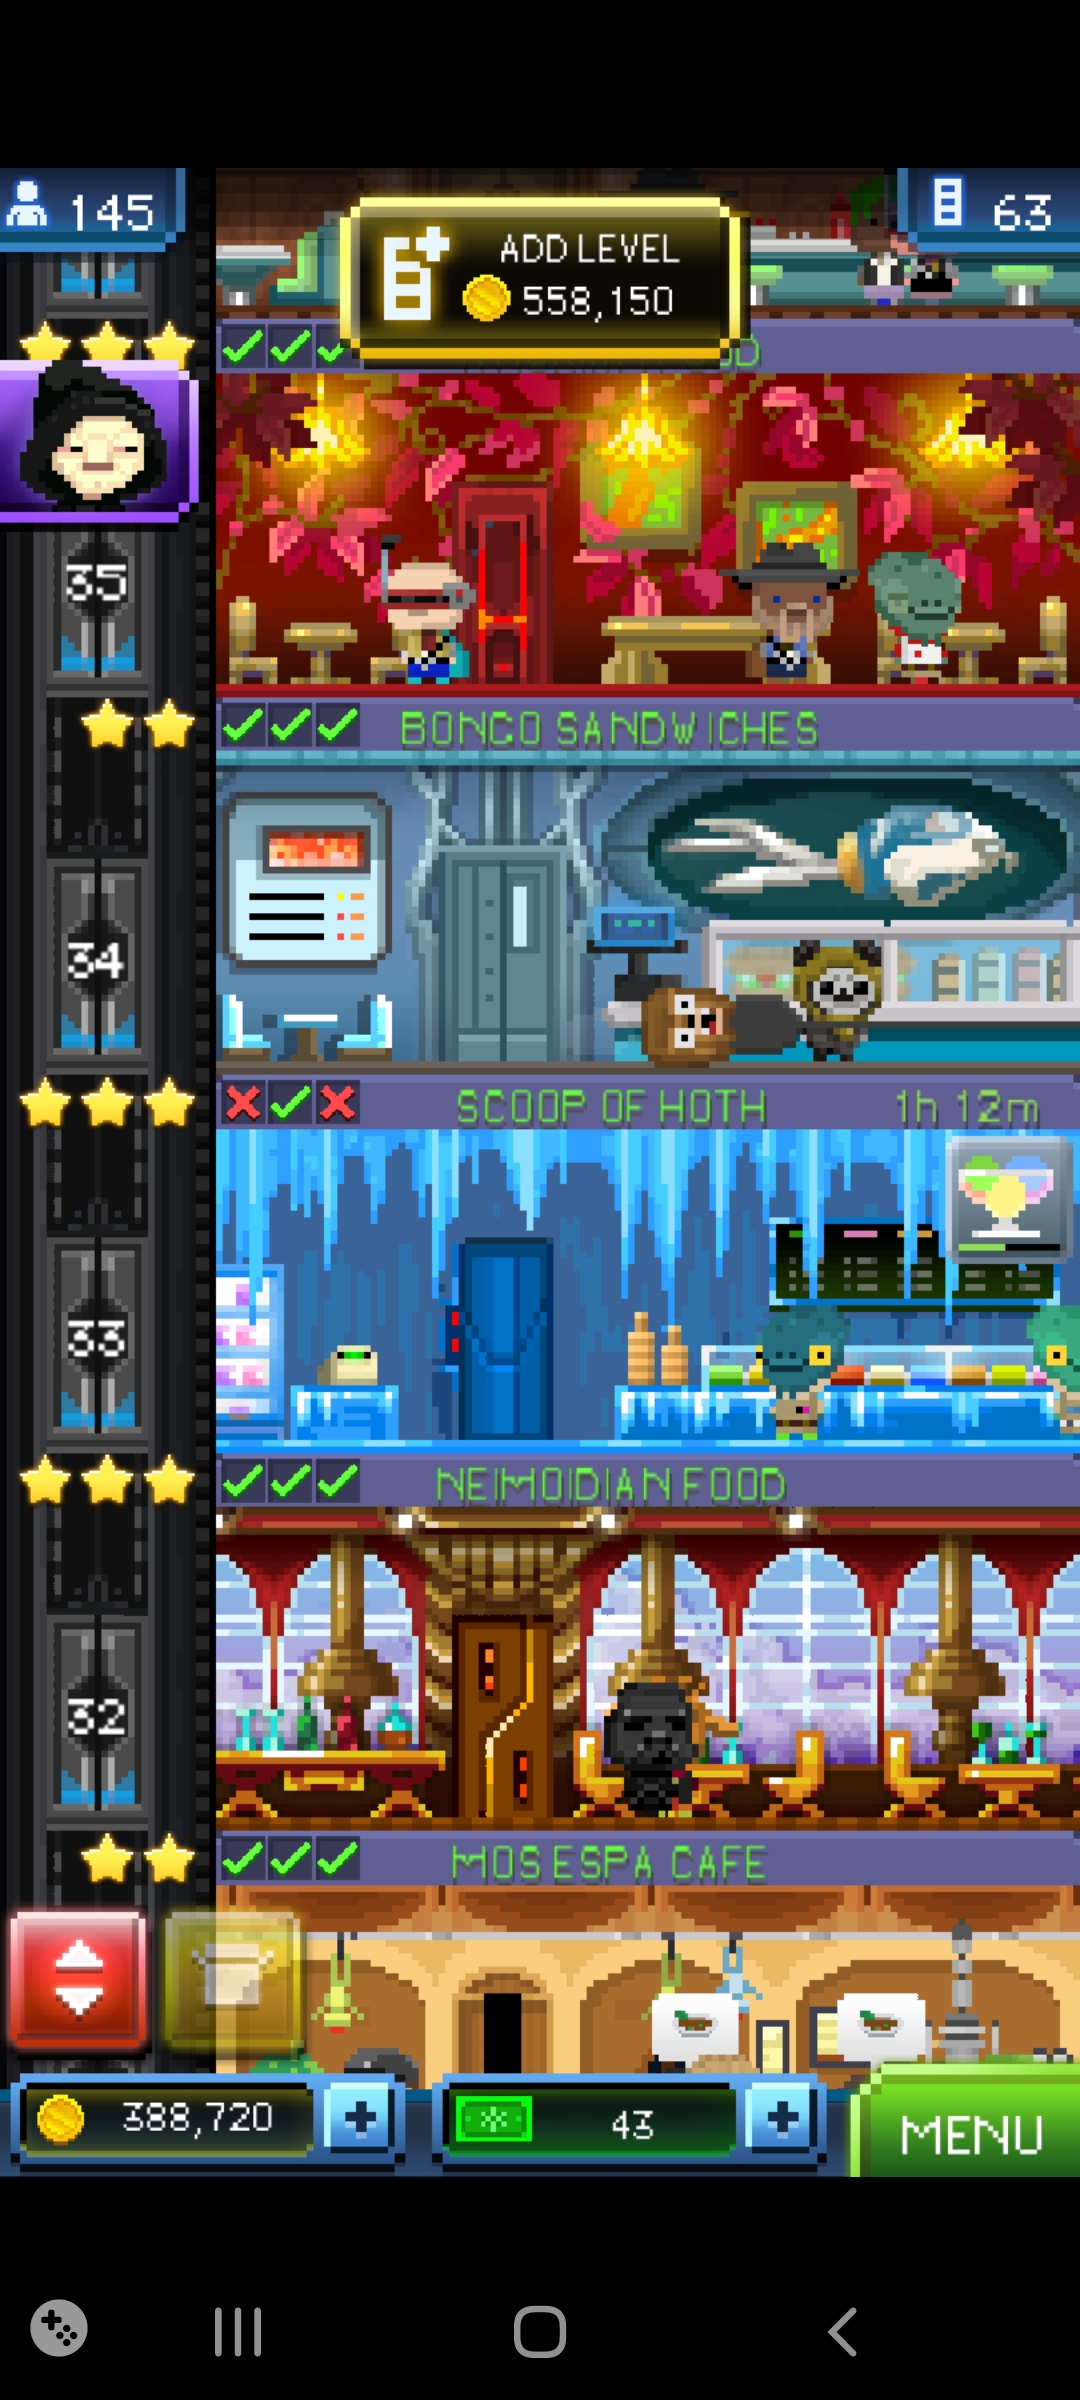 145
63
ADD LEVEL
558,150
35
BONGO SANDWICHES
34
SCOOP OF HOTH 1h 12m
33
NEIMOIDIAN FOOD
32
MOS ESPA CAFE
388,720
43
MENU